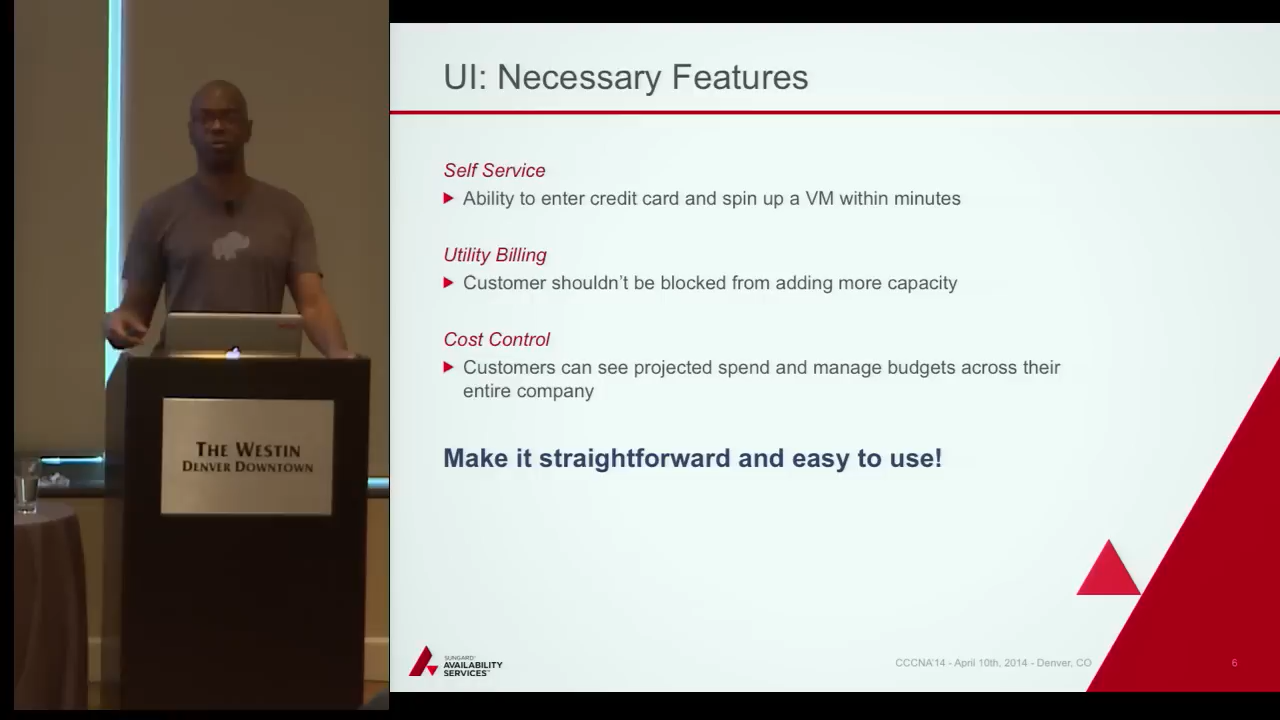 UI: Necessary Features
Self Service
Ability to enter credit card and spin up a VM within minutes
Utility Billing
Customer shouldn't be blocked from adding more capacity
Cost Control
Customers can see projected spend and manage budgets across their
entire company
Make it straightforward and easy to use!
THE WESTIN
DENVER DOWNTOWN
SUNGARD
AVAILABILITY
SERVICES
CCCNA'14 - April 10th, 2014 - Denver, CO
6